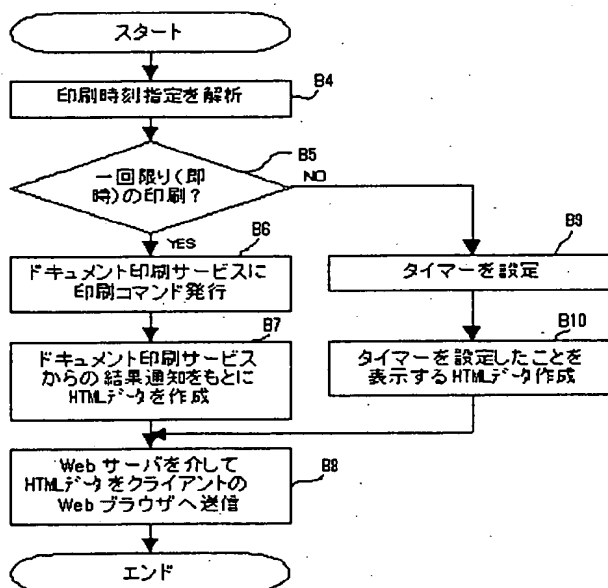 スタート
印刷時刻指定を解析
B4
B5
一回限り(即
時)の印刷?
NO
YES
B6
ドキュメント印刷サービスに
印刷コマンド発行
B9
タイマーを設定
B7
ドキュメント印刷サービス
からの結果通知をもとに
HTMLデータを作成
B10
タイマーを設定したことを
表示するHTMLデータ作成
B8
Webサーバを介して
HTMLデータをクライアントの
Webブラウザへ送信
エンド